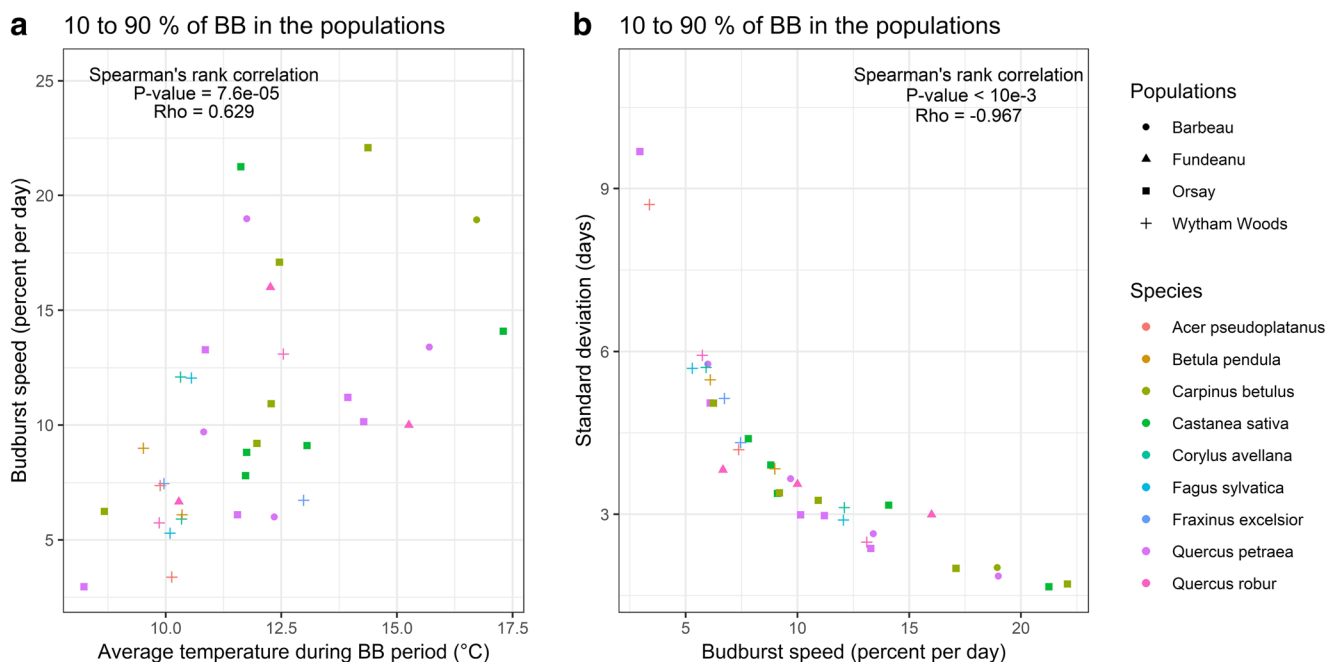 a 10 to 90 % of BB in the populations
Spearman's rank correlation
P-value = 7.6e-05
Rho = 0.629
25
20
15
10
5
Budburst speed (percent per day)
10.0 12.5 15.0 17.5
Average temperature during BB period (°C)
b 10 to 90 % of BB in the populations
Spearman's rank correlation
P-value < 10e-3
Rho = -0.967
9
6
3
Standard deviation (days)
5 10 15 20
Budburst speed (percent per day)
Populations
Barbeau
Fundeanu
Orsay
Wytham Woods
Species
Acer pseudoplatanus
Betula pendula
Carpinus betulus
Castanea sativa
Corylus avellana
Fagus sylvatica
Fraxinus excelsior
Quercus petraea
Quercus robur